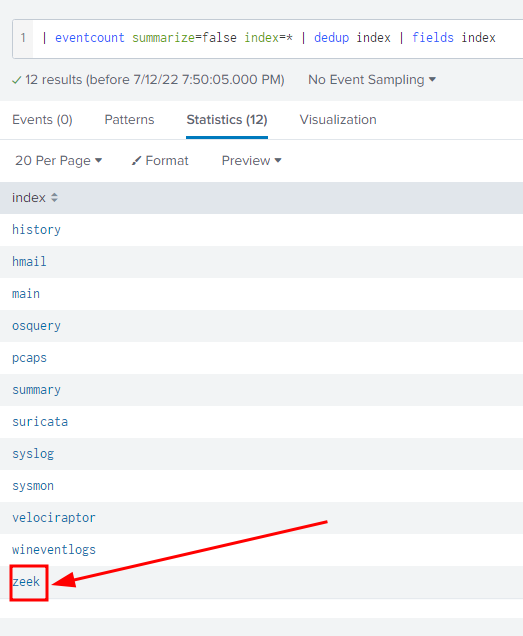 1 | eventcount summarize=false index=* | dedup index | fields index
12 results (before 7/12/22 7:50:05.000 PM) No Event Sampling
Events (0) Patterns Statistics (12) Visualization
20 Per Page Format Preview
index
history
hmail
main
osquery
pcaps
summary
suricata
syslog
sysmon
velociraptor
wineventlogs
zeek